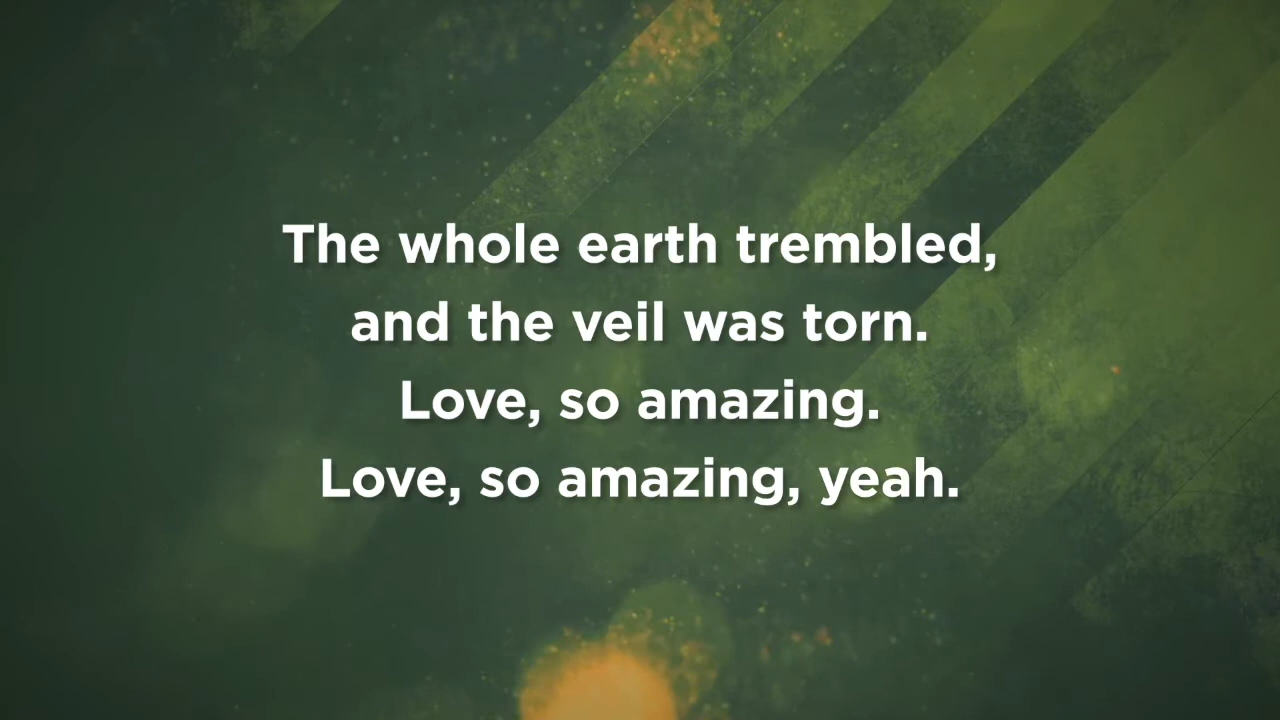 The whole earth trembled,
and the veil was torn.
Love, so amazing.
Love, so amazing, yeah.